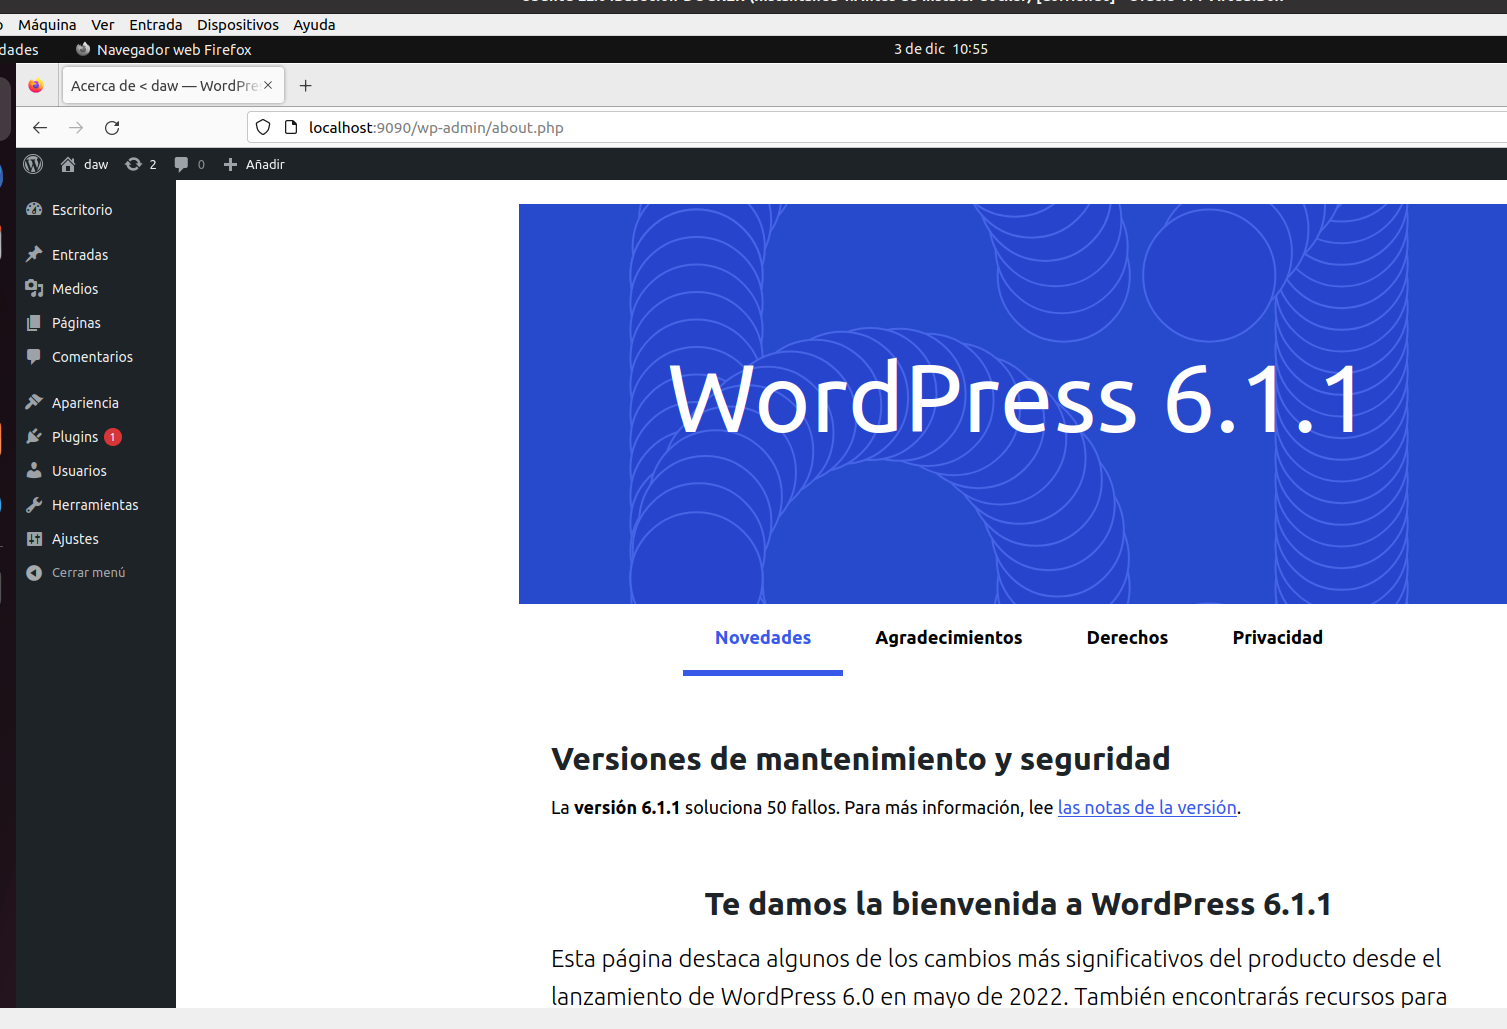 Máquina Ver Entrada Dispositivos Ayuda
dades Navegador web Firefox 3 de dic 10:55
Acerca de < daw — WordPre
localhost:9090/wp-admin/about.php
daw 2 0 Añadir
Escritorio
Entradas
Medios
Páginas
Comentarios
Apariencia
Plugins 1
Usuarios
Herramientas
Ajustes
Cerrar menú
WordPress 6.1.1
Novedades Agradecimientos Derechos Privacidad
Versiones de mantenimiento y seguridad
La versión 6.1.1 soluciona 50 fallos. Para más información, lee las notas de la versión.
Te damos la bienvenida a WordPress 6.1.1
Esta página destaca algunos de los cambios más significativos del producto desde el
lanzamiento de WordPress 6.0 en mayo de 2022. También encontrarás recursos para